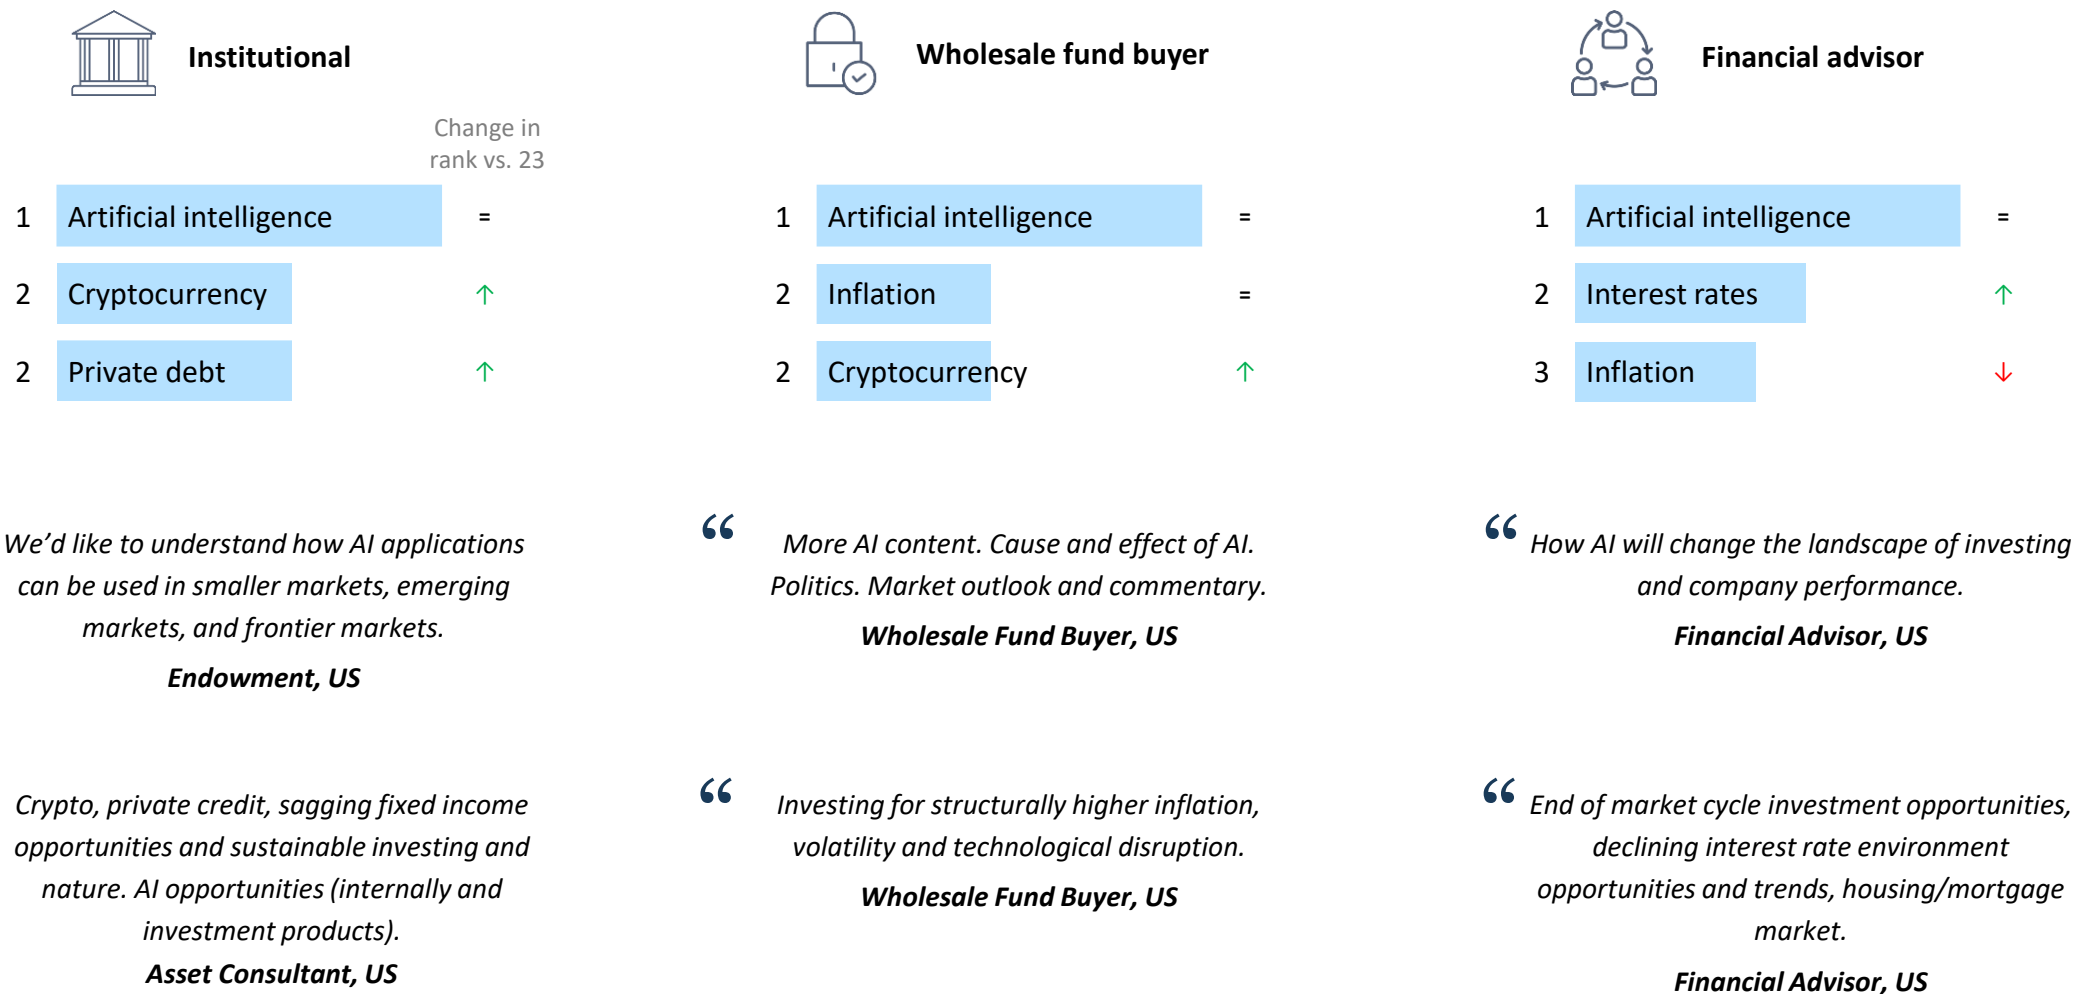 Institutional
Change in
rank vs. 23
1 Artificial intelligence =
2 Cryptocurrency ↑
2 Private debt ↑
We’d like to understand how AI applications
can be used in smaller markets, emerging
markets, and frontier markets.
Endowment, US
Crypto, private credit, sagging fixed income
opportunities and sustainable investing and
nature. AI opportunities (internally and
investment products).
Asset Consultant, US
Wholesale fund buyer
1 Artificial intelligence =
2 Inflation =
2 Cryptocurrency ↑
“ More AI content. Cause and effect of AI.
Politics. Market outlook and commentary.
Wholesale Fund Buyer, US
“ Investing for structurally higher inflation,
volatility and technological disruption.
Wholesale Fund Buyer, US
Financial advisor
1 Artificial intelligence =
2 Interest rates ↑
3 Inflation ↓
“ How AI will change the landscape of investing
and company performance.
Financial Advisor, US
“ End of market cycle investment opportunities,
declining interest rate environment
opportunities and trends, housing/mortgage
market.
Financial Advisor, US